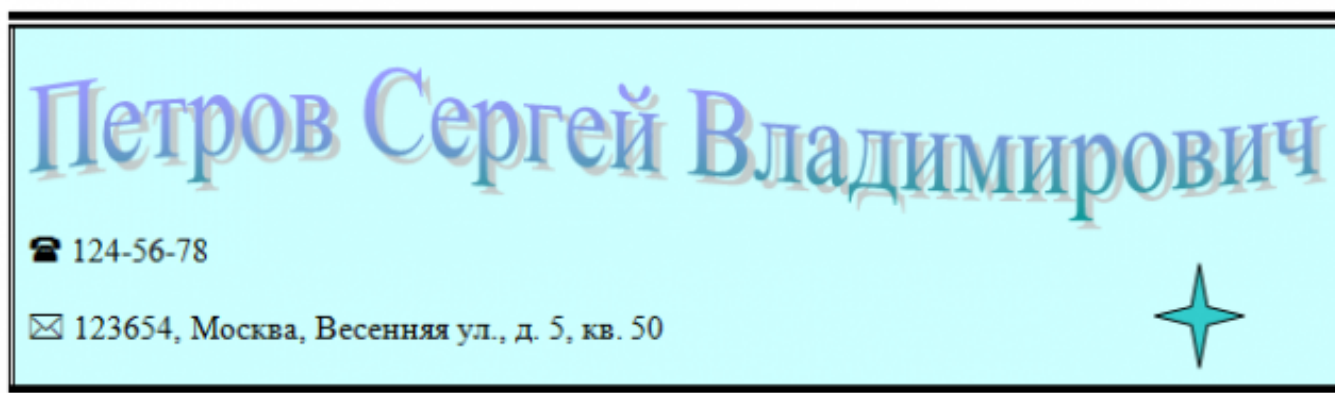 Петров Сергей Владимирович
☎ 124-56-78
✉ 123654, Москва, Весенняя ул., д. 5, кв. 50